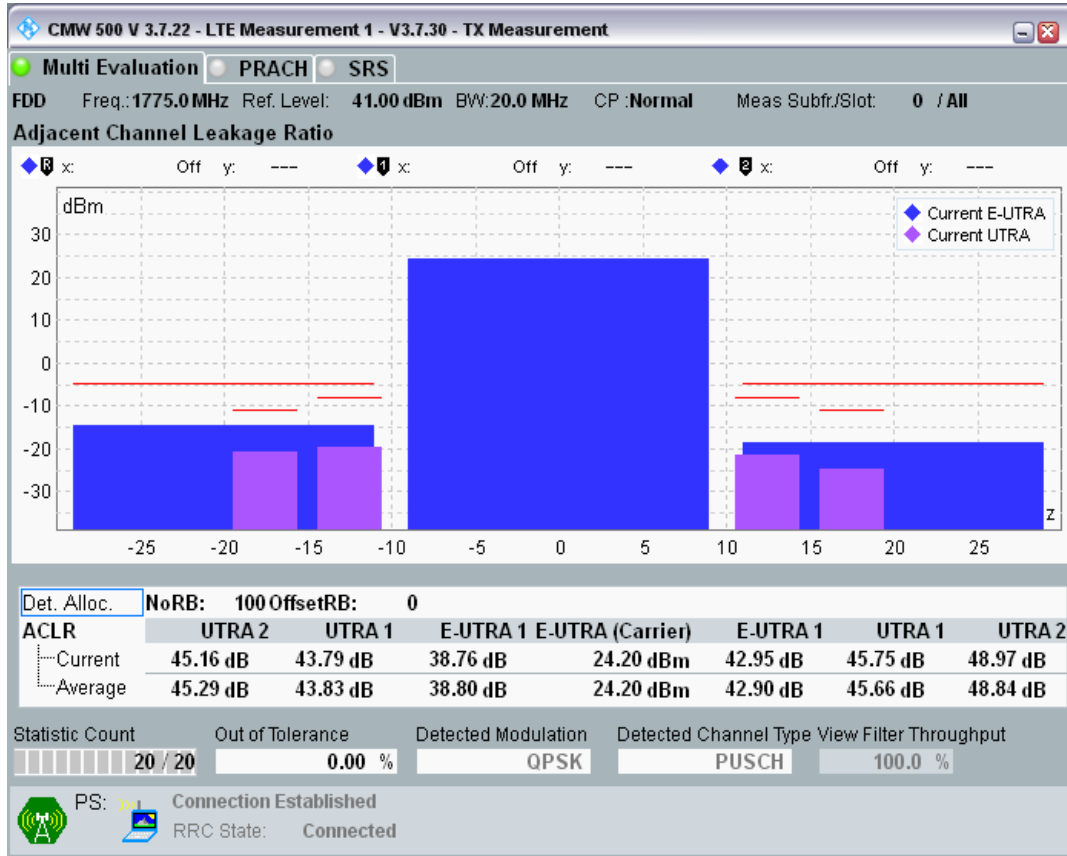 CMW 500 V 3.7.22 - LTE Measurement 1 - V3.7.30 - TX Measurement
Multi Evaluation PRACH SRS
FDD Freq.:1775.0 MHz Ref. Level: 41.00 dBm BW:20.0 MHz CP :Normal Meas Subfr./Slot: 0 / All
Adjacent Channel Leakage Ratio
R x: Off y: --- 1 x: Off y: --- 2 x: Off y: ---
dBm
Current E-UTRA
Current UTRA
30
20
10
0
-10
-20
-30
z
-25 -20 -15 -10 -5 0 5 10 15 20 25
Det. Alloc. NoRB: 100 OffsetRB: 0
ACLR UTRA 2 UTRA 1 E-UTRA 1 E-UTRA (Carrier) E-UTRA 1 UTRA 1 UTRA 2
Current 45.16 dB 43.79 dB 38.76 dB 24.20 dBm 42.95 dB 45.75 dB 48.97 dB
Average 45.29 dB 43.83 dB 38.80 dB 24.20 dBm 42.90 dB 45.66 dB 48.84 dB
Statistic Count Out of Tolerance Detected Modulation Detected Channel Type View Filter Throughput
20 / 20 0.00 % QPSK PUSCH 100.0 %
PS: Connection Established
RRC State: Connected